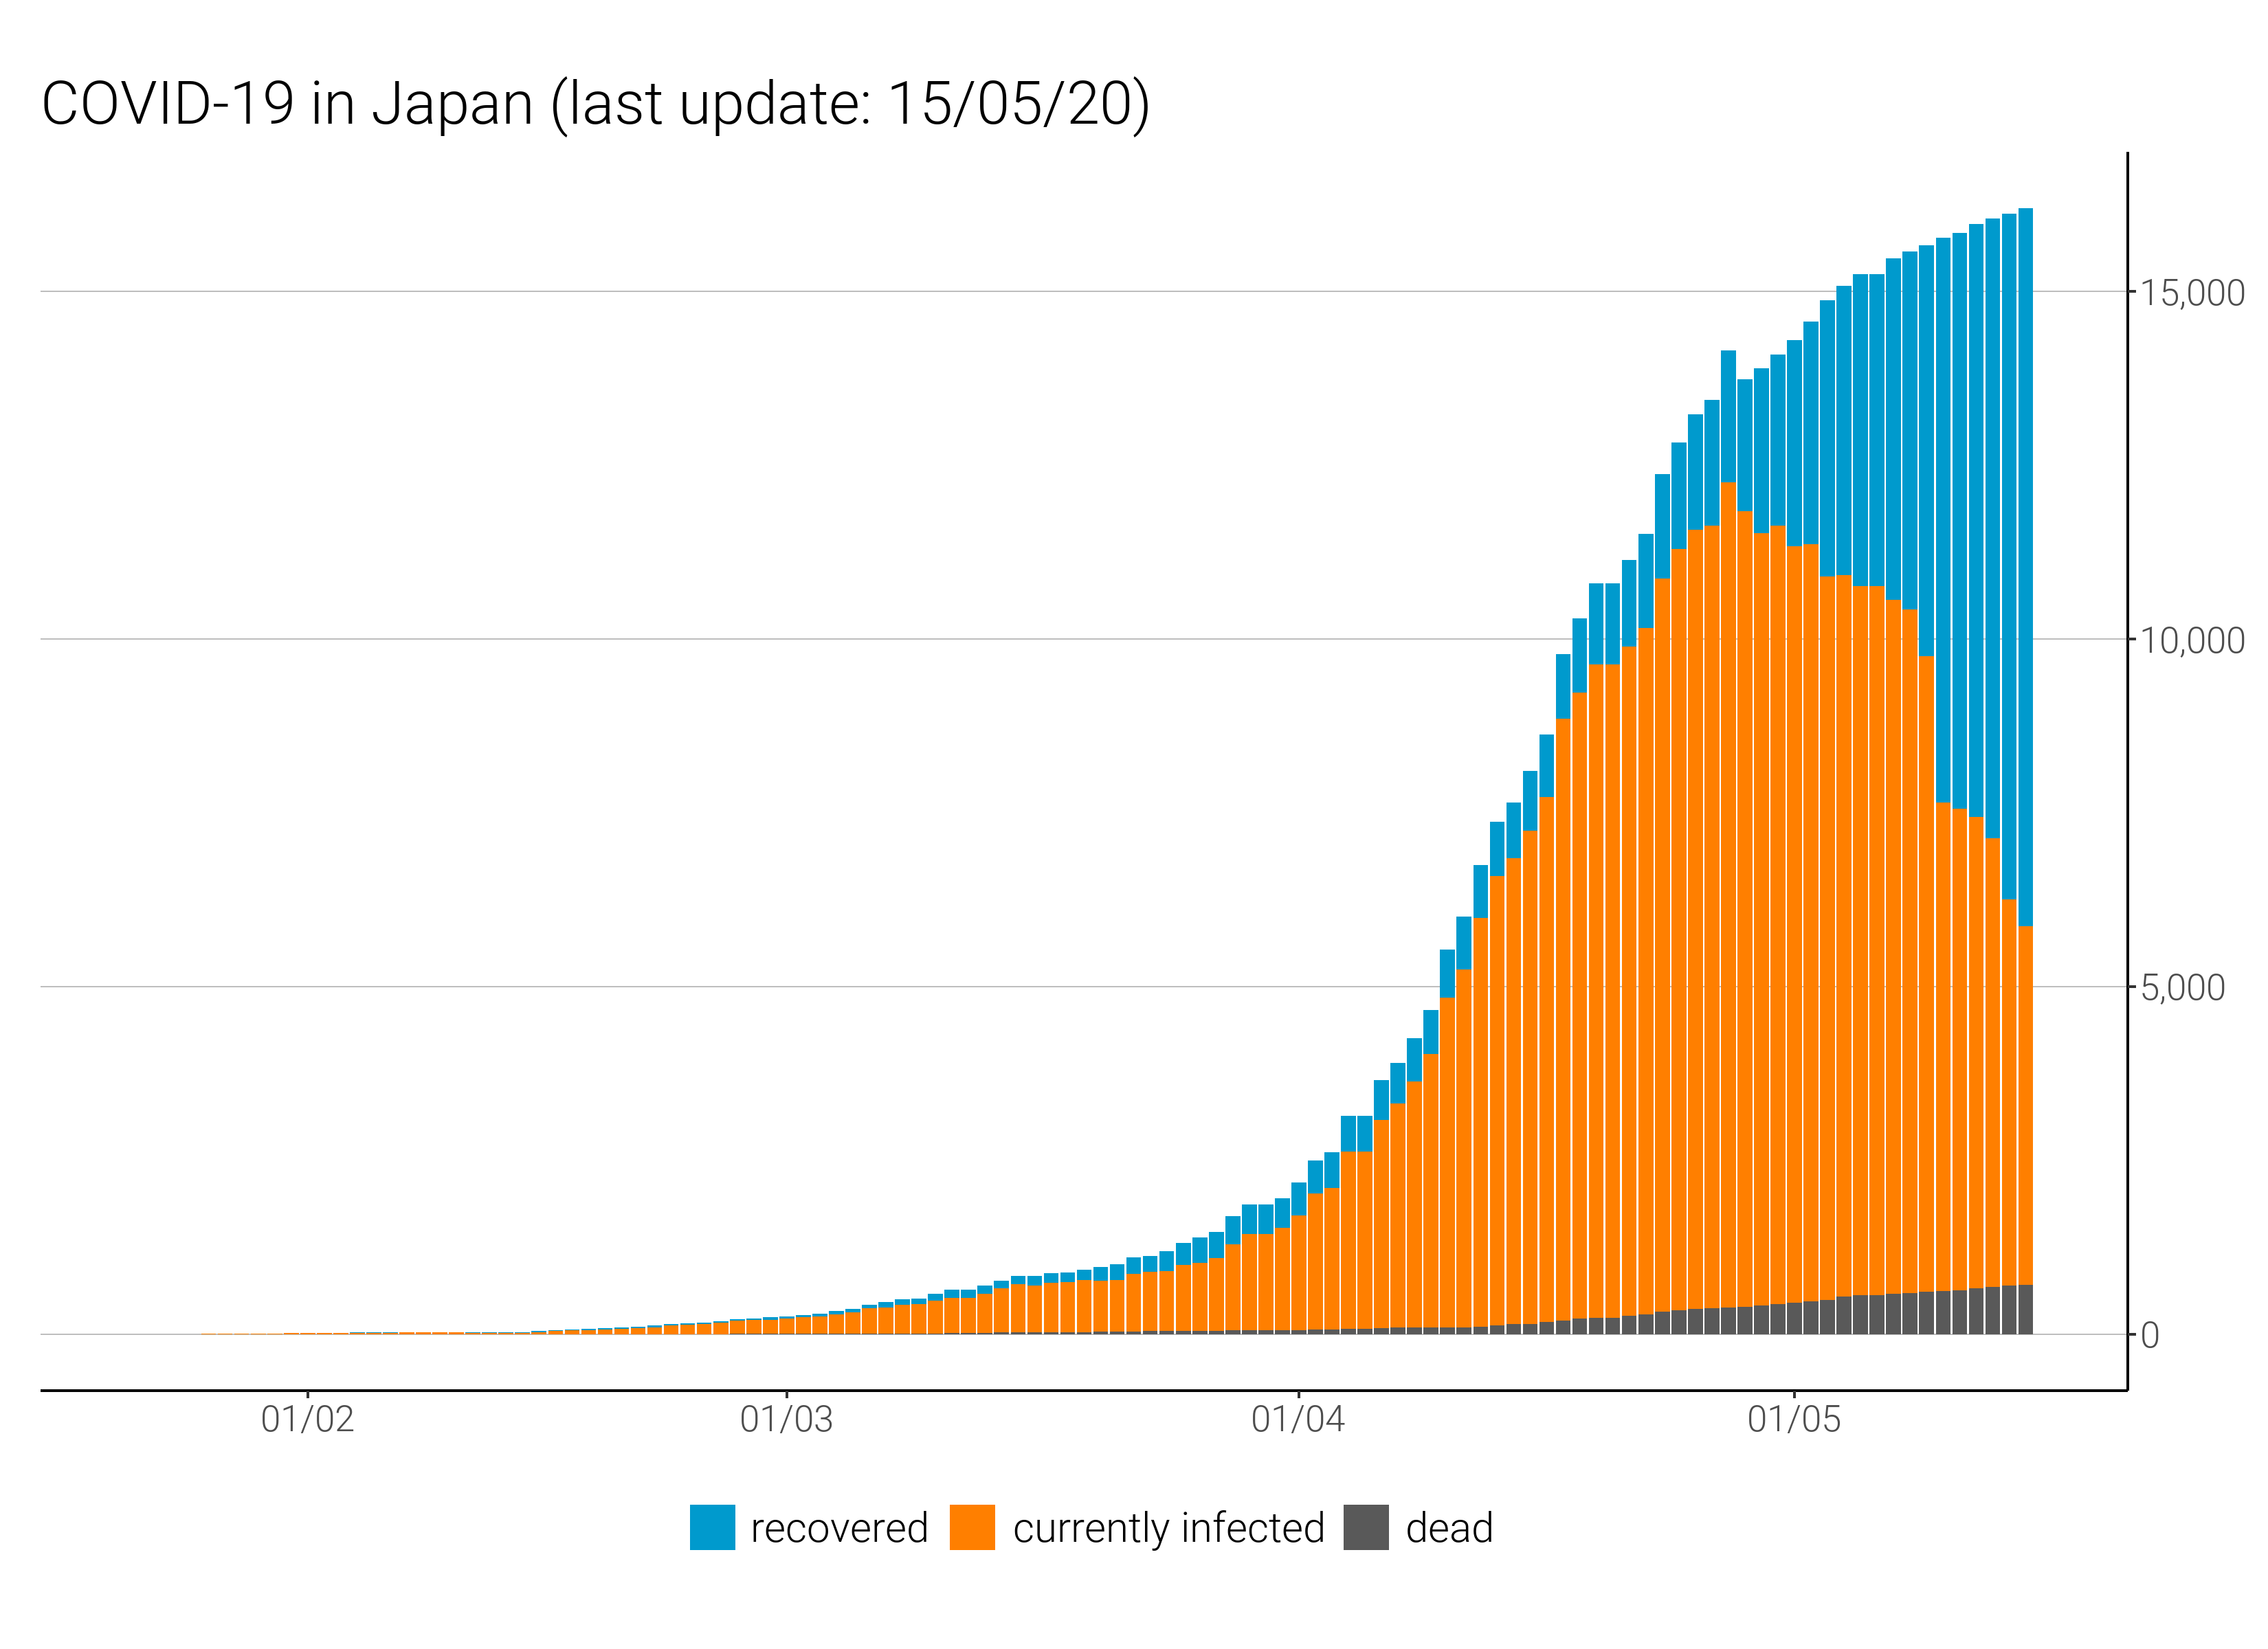 COVID-19 in Japan (last update: 15/05/20)
15,000
10,000
5,000
0
01/02 01/03 01/04 01/05
recovered currently infected dead